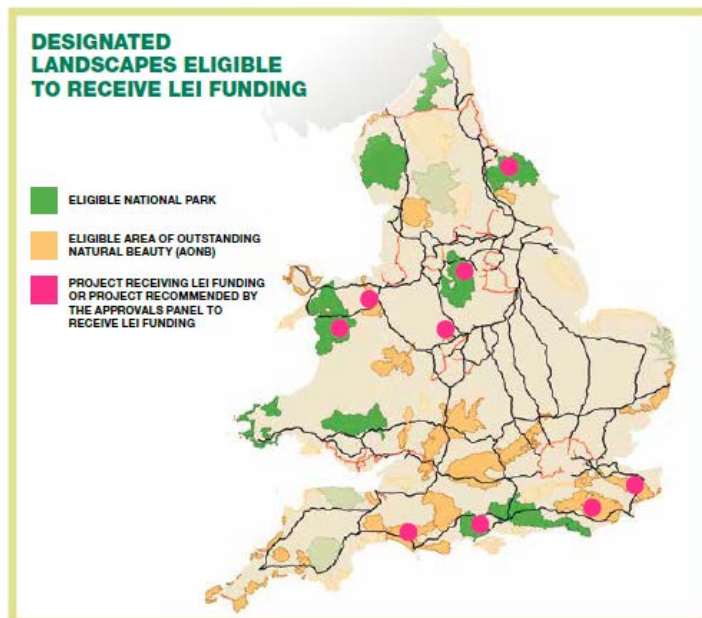 DESIGNATED
LANDSCAPES ELIGIBLE
TO RECEIVE LEI FUNDING
ELIGIBLE NATIONAL PARK
ELIGIBLE AREA OF OUTSTANDING
NATURAL BEAUTY (AONB)
PROJECT RECEIVING LEI FUNDING
OR PROJECT RECOMMENDED BY
THE APPROVALS PANEL TO
RECEIVE LEI FUNDING